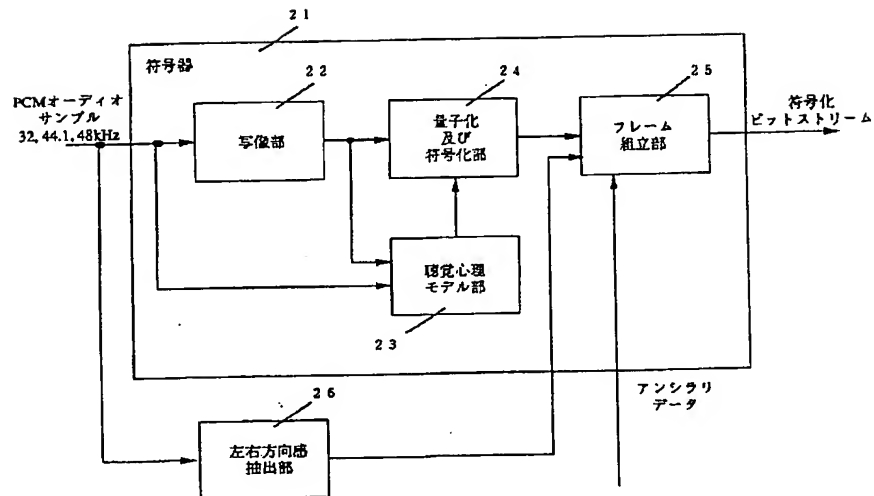 21
符号器
22
24
25
PCMオーディオ
サンプル
32, 44.1, 48kHz
写像部
量子化
及び
符号化部
フレーム
組立部
符号化
ビットストリーム
聴覚心理
モデル部
23
アンシラリ
データ
26
左右方向感
抽出部